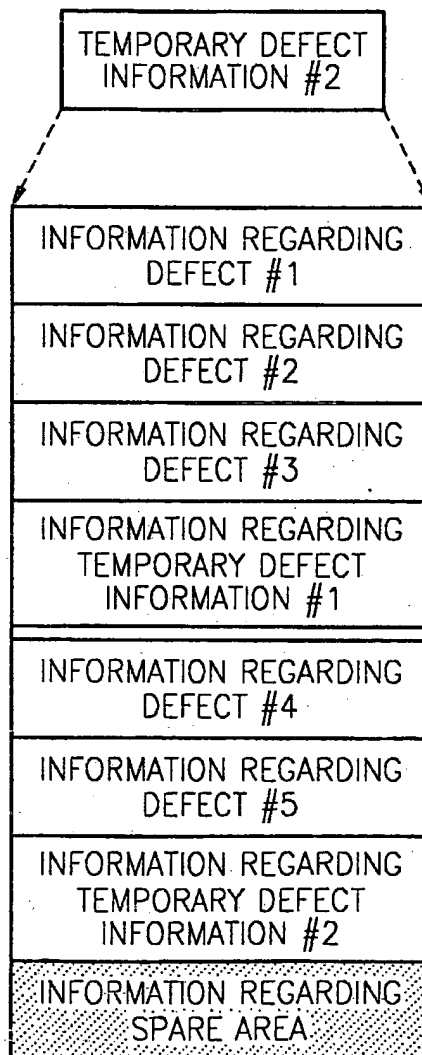 TEMPORARY DEFECT
INFORMATION #2
INFORMATION REGARDING
DEFECT #1
INFORMATION REGARDING
DEFECT #2
INFORMATION REGARDING
DEFECT #3
INFORMATION REGARDING
TEMPORARY DEFECT
INFORMATION #1
INFORMATION REGARDING
DEFECT #4
INFORMATION REGARDING
DEFECT #5
INFORMATION REGARDING
TEMPORARY DEFECT
INFORMATION #2
INFORMATION REGARDING
SPARE AREA